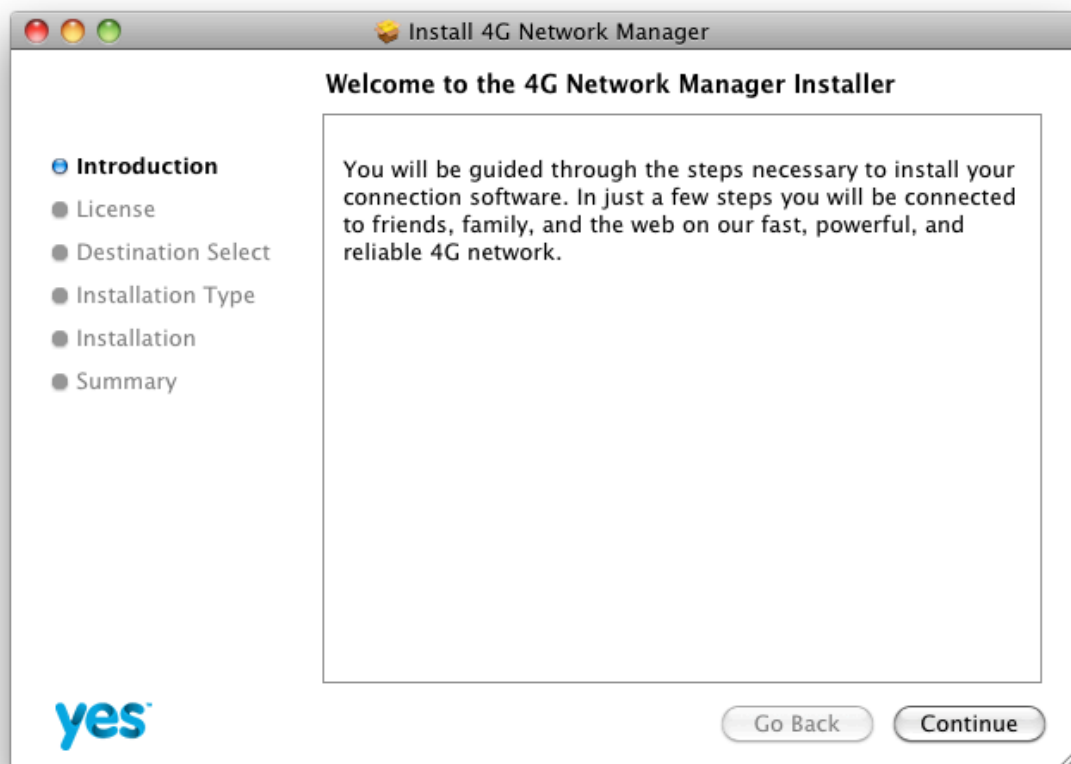 Install 4G Network Manager
Welcome to the 4G Network Manager Installer
Introduction
License
Destination Select
Installation Type
Installation
Summary
You will be guided through the steps necessary to install your
connection software. In just a few steps you will be connected
to friends, family, and the web on our fast, powerful, and
reliable 4G network.
yes™
Go Back
Continue